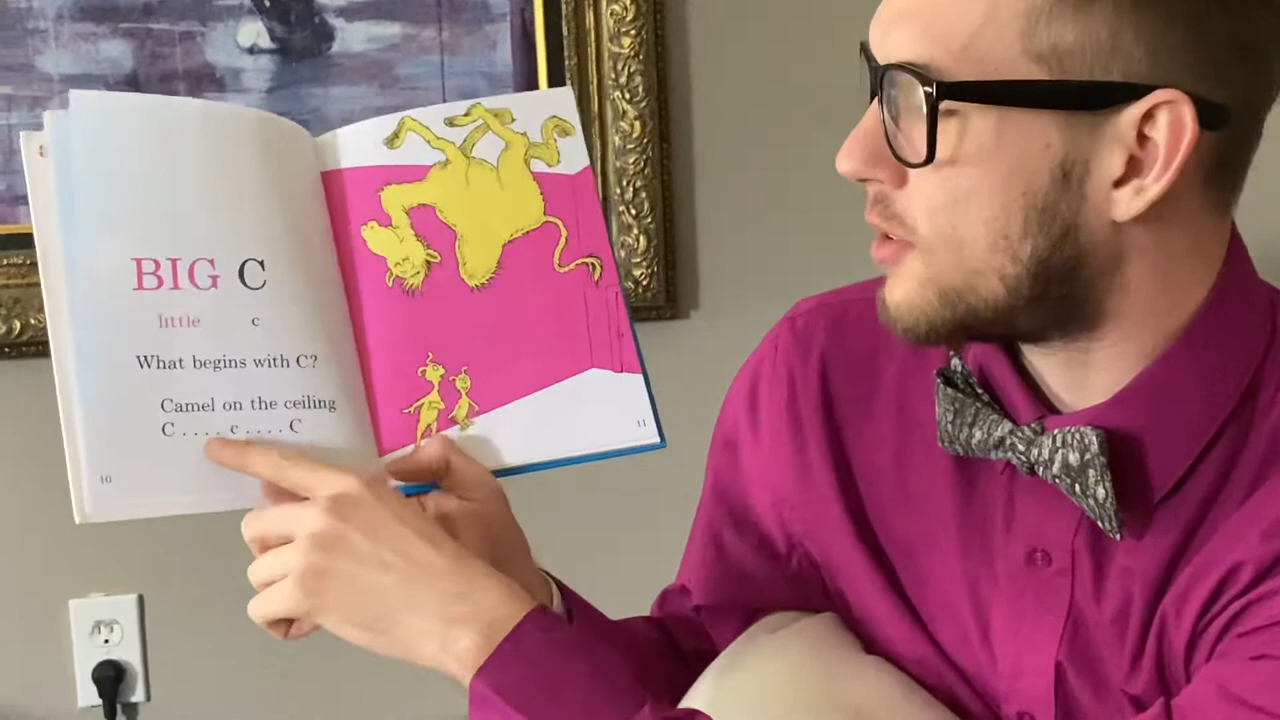 BIG C
little c
What begins with C?
Camel on the ceiling
C . . . . c . . . . C
10
11